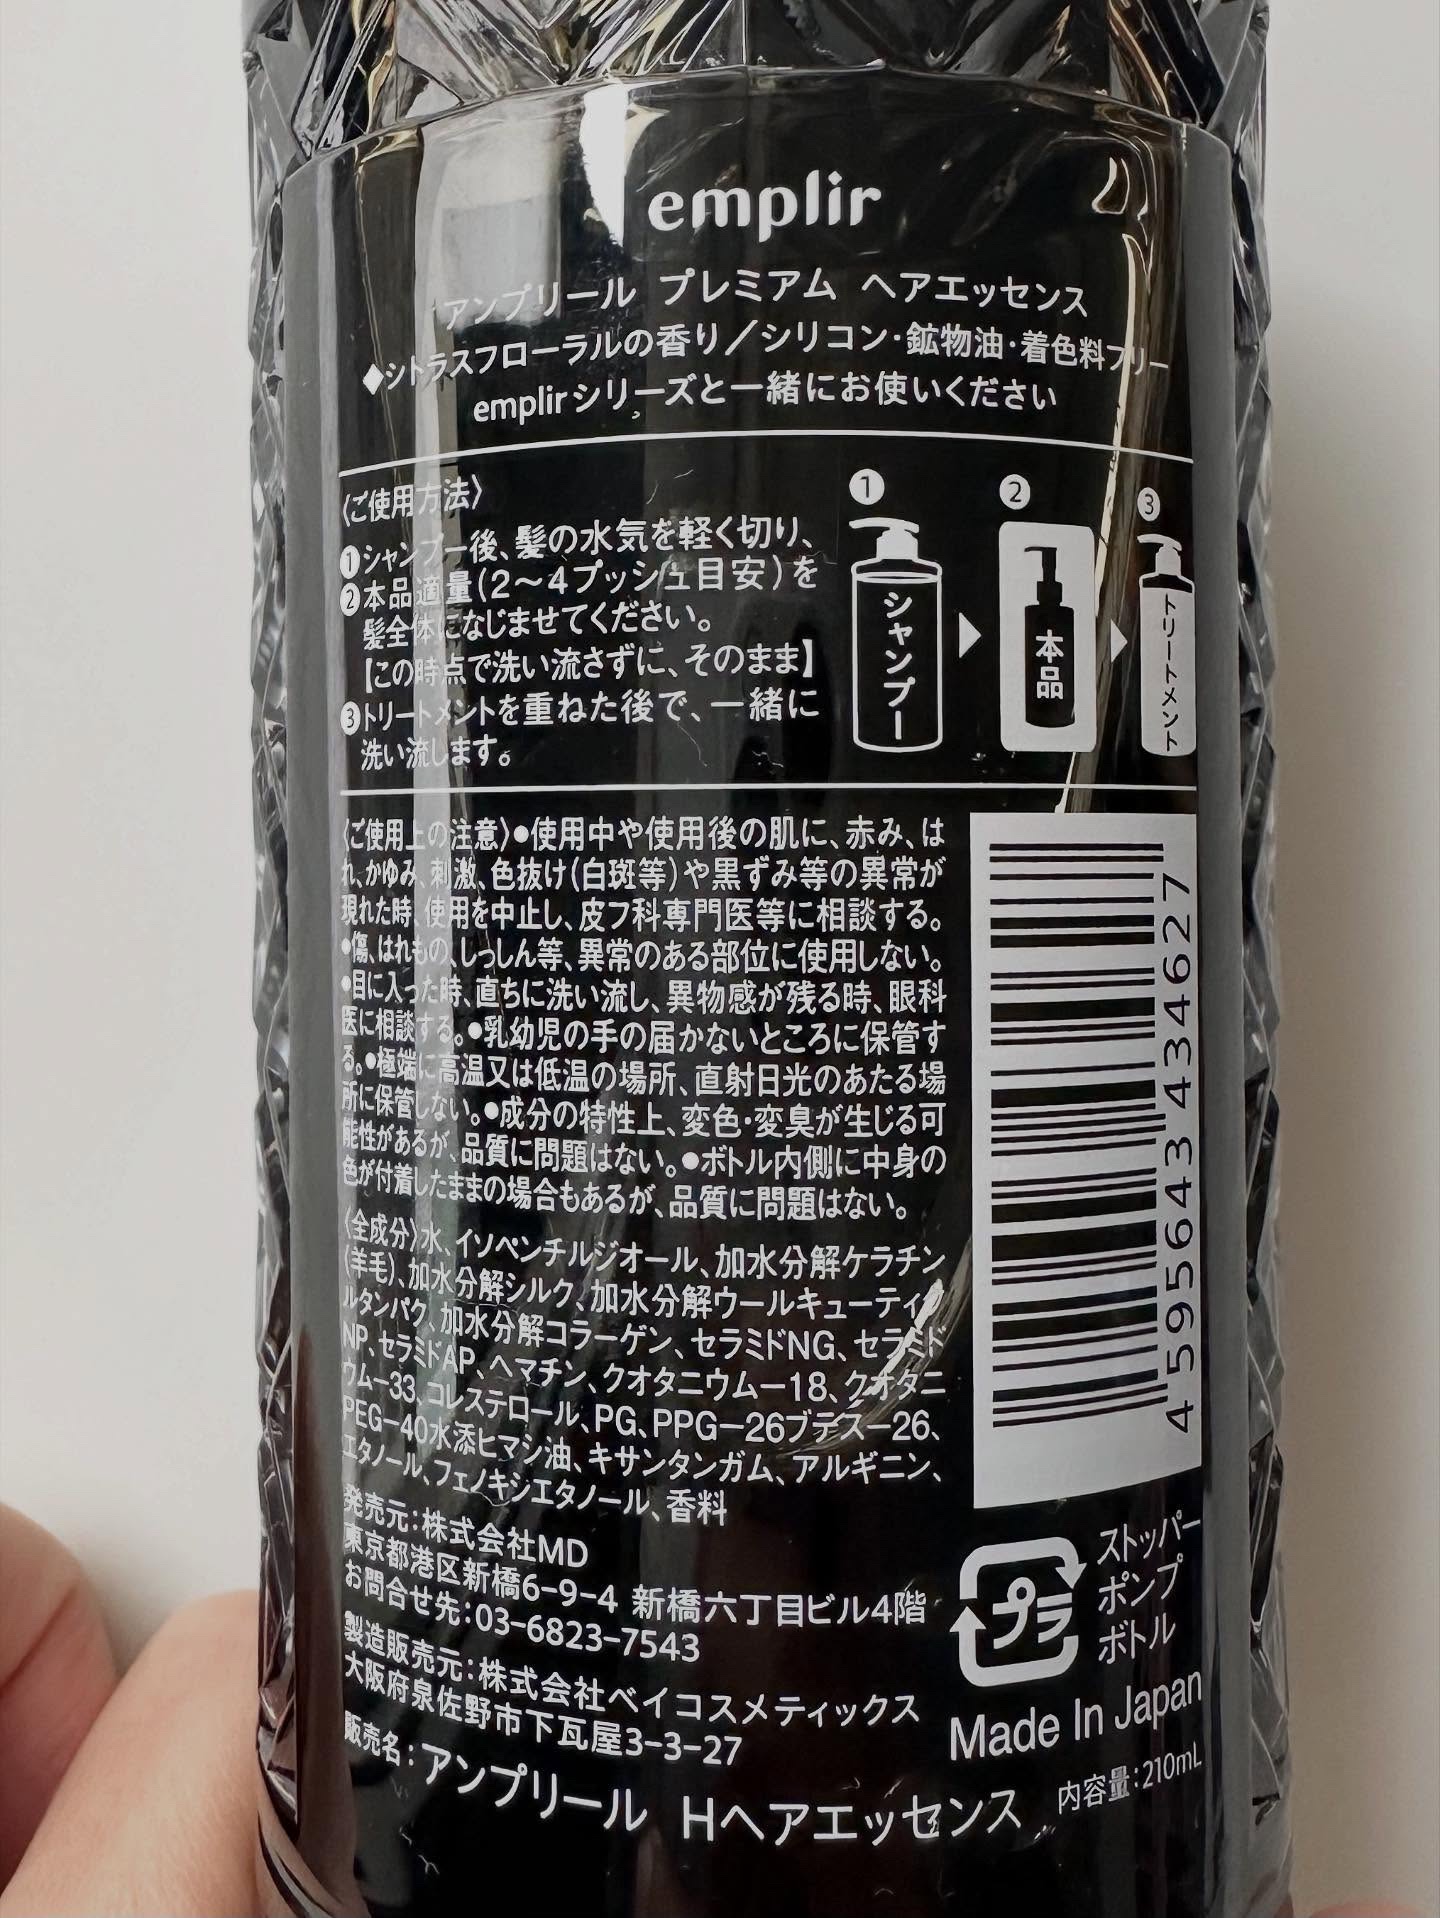 emplir
アンプリール プレミアム ヘアエッセンス
◆シトラスフローラルの香り／シリコン・鉱物油・着色料フリー
emplirシリーズと一緒にお使いください
〈ご使用方法〉
❶シャンプー後、髪の水気を軽く切り、
❷本品適量(2〜4プッシュ目安)を
髪全体になじませてください。
【この時点で洗い流さずに、そのまま】
❸トリートメントを重ねた後で、一緒に
洗い流します。
❶
シャンプー
❷
本品
❸
トリートメント
〈ご使用上の注意〉●使用中や使用後の肌に、赤み、は
れ、かゆみ、刺激、色抜け(白斑等)や黒ずみ等の異常が
現れた時、使用を中止し、皮フ科専門医等に相談する。
●傷、はれもの、しっしん等、異常のある部位に使用しない。
●目に入った時、直ちに洗い流し、異物感が残る時、眼科
医に相談する。●乳幼児の手の届かないところに保管す
る。●極端に高温又は低温の場所、直射日光のあたる場
所に保管しない。●成分の特性上、変色・変臭が生じる可
能性があるが、品質に問題はない。●ボトル内側に中身の
色が付着したままの場合もあるが、品質に問題はない。
〈全成分〉水、イソペンチルジオール、加水分解ケラチン
(羊毛)、加水分解シルク、加水分解ウールキューティク
ルタンパク、加水分解コラーゲン、セラミドNG、セラミド
NP、セラミドAP、ヘマチン、クオタニウム－18、クオタニ
ウム－33、コレステロール、PG、PPG－26ブテス－26、
PEG－40水添ヒマシ油、キサンタンガム、アルギニン、
エタノール、フェノキシエタノール、香料
発売元：株式会社MD
東京都港区新橋6−9−4 新橋六丁目ビル4階
お問合せ先：03−6823−7543
製造販売元：株式会社ベイコスメティックス
大阪府泉佐野市下瓦屋3−3−27
販売名：アンプリール Hヘアエッセンス
4595643434627
プラ
ストッパー
ポンプ
ボトル
Made In Japan
内容量：210mL